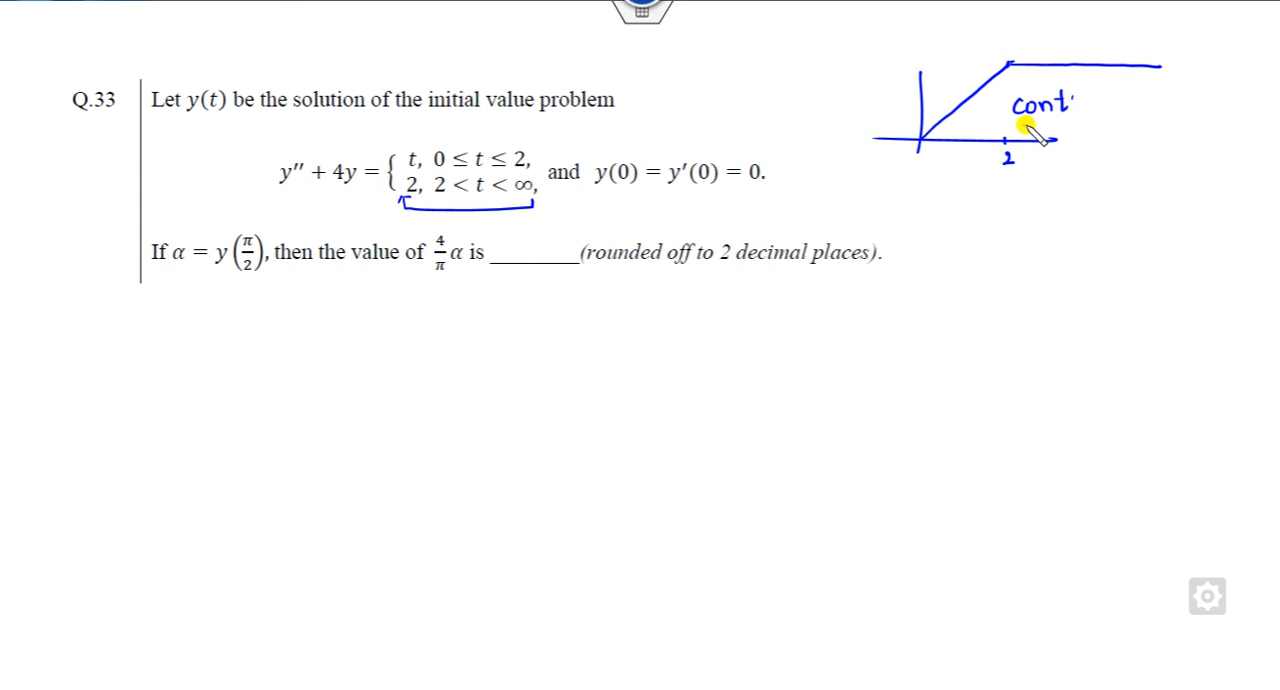 Q.33 Let y(t) be the solution of the initial value problem
cont.
y′′ + 4y = { t, 0 ≤ t ≤ 2, 2, 2 < t < ∞, and y(0) = y′(0) = 0.
2
If α = y(π/2), then the value of 4/π α is ________(rounded off to 2 decimal places).